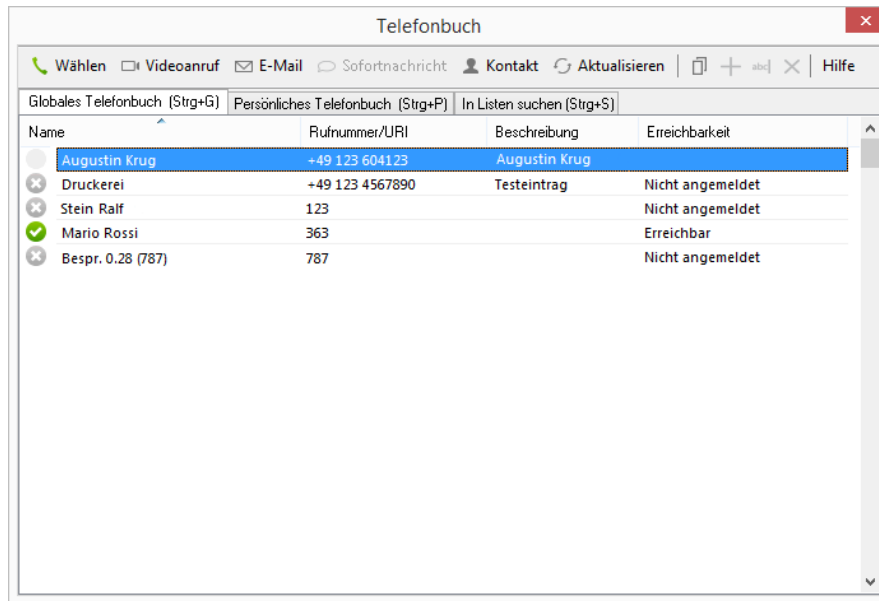 Telefonbuch
Wählen Videoanruf E-Mail Sofortnachricht Kontakt Aktualisieren abc Hilfe
Globales Telefonbuch (Strg+G) Persönliches Telefonbuch (Strg+P) In Listen suchen (Strg+S)
Name Rufnummer/URI Beschreibung Erreichbarkeit
Augustin Krug +49 123 604123 Augustin Krug
Druckerei +49 123 4567890 Testeintrag Nicht angemeldet
Stein Ralf 123 Nicht angemeldet
Mario Rossi 363 Erreichbar
Bespr. 0.28 (787) 787 Nicht angemeldet